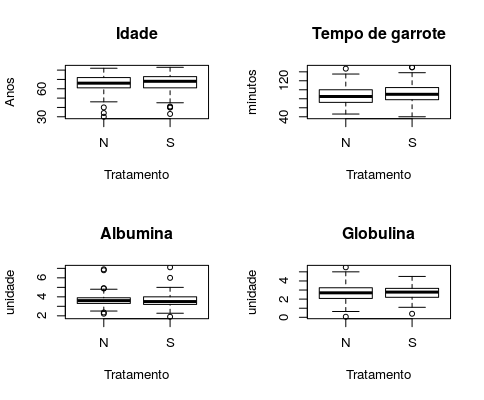 Idade
Anos
60
30
N S
Tratamento
Tempo de garrote
minutos
120
40
N S
Tratamento
Albumina
unidade
6
4
2
N S
Tratamento
Globulina
unidade
4
2
0
N S
Tratamento